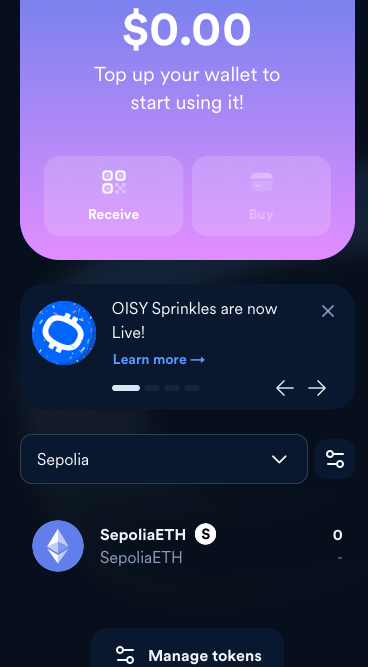 $0.00
Top up your wallet to
start using it!
Receive
Buy
OISY Sprinkles are now
Live!
Learn more →
Sepolia
SepoliaETH S
0
SepoliaETH
-
Manage tokens